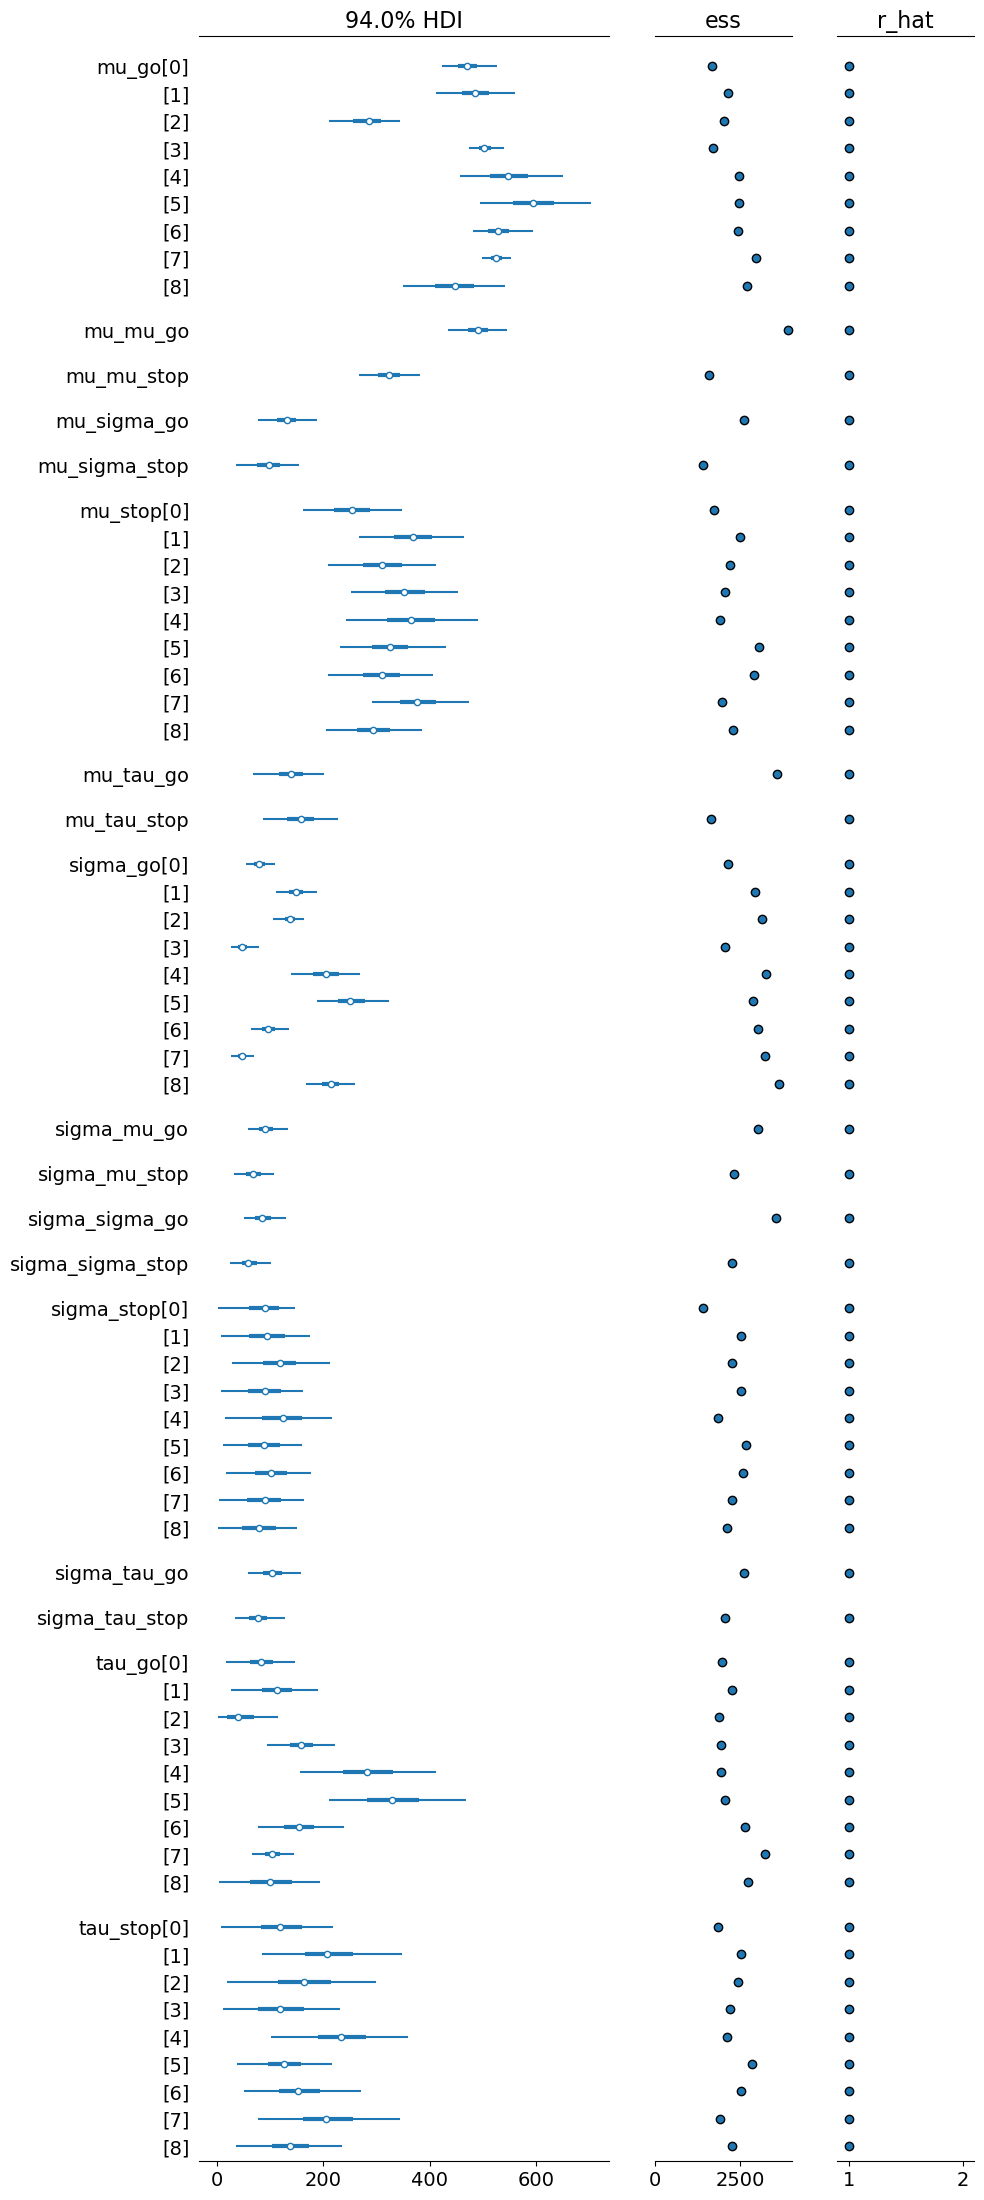 94.0% HDI ess r_hat
mu_go[0]
[1]
[2]
[3]
[4]
[5]
[6]
[7]
[8]
mu_mu_go
mu_mu_stop
mu_sigma_go
mu_sigma_stop
mu_stop[0]
[1]
[2]
[3]
[4]
[5]
[6]
[7]
[8]
mu_tau_go
mu_tau_stop
sigma_go[0]
[1]
[2]
[3]
[4]
[5]
[6]
[7]
[8]
sigma_mu_go
sigma_mu_stop
sigma_sigma_go
sigma_sigma_stop
sigma_stop[0]
[1]
[2]
[3]
[4]
[5]
[6]
[7]
[8]
sigma_tau_go
sigma_tau_stop
tau_go[0]
[1]
[2]
[3]
[4]
[5]
[6]
[7]
[8]
tau_stop[0]
[1]
[2]
[3]
[4]
[5]
[6]
[7]
[8]
0 200 400 600 0 2500 1 2